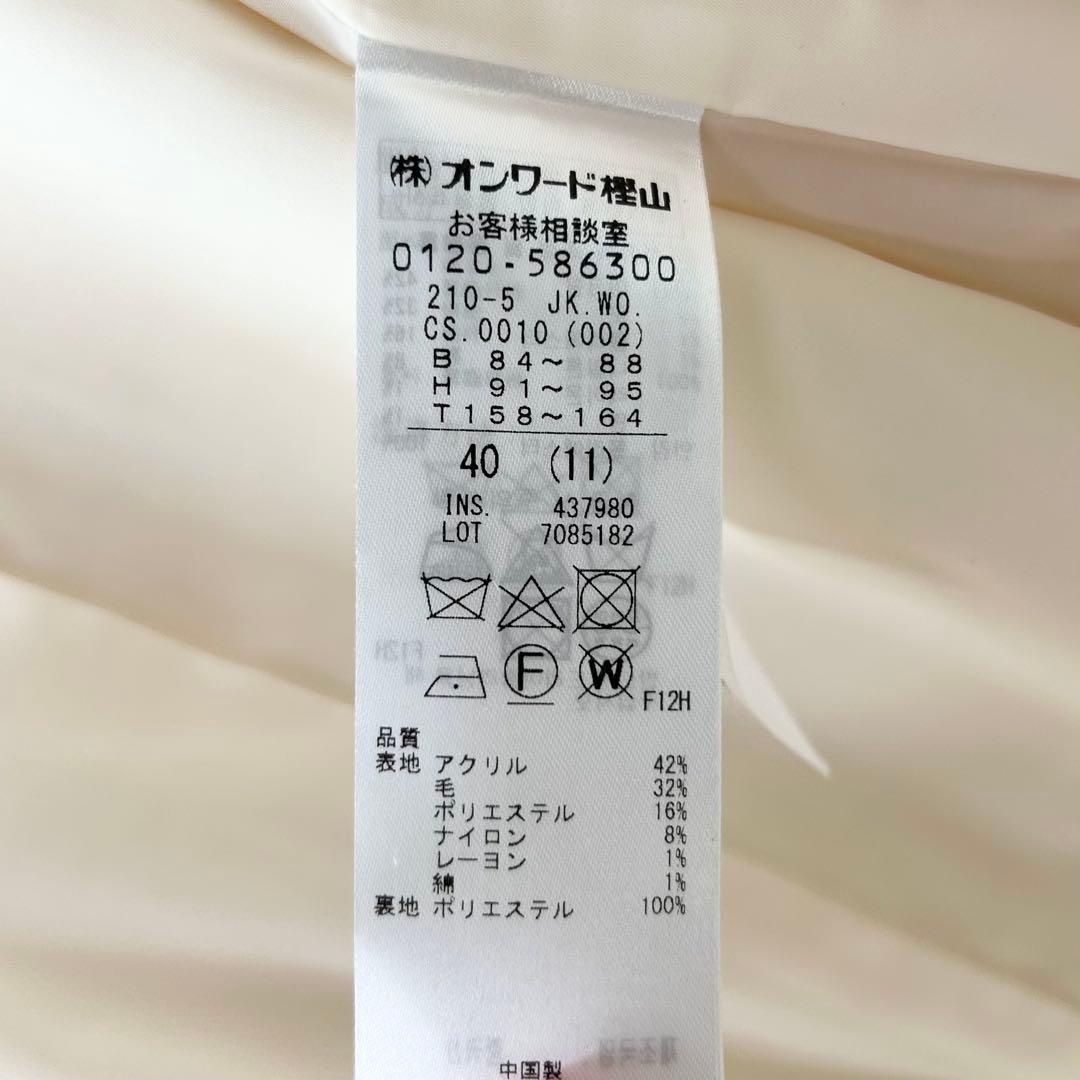 ㈱オンワード樫山
お客様相談室
0120-586300
210-5 JK.WO.
CS.0010 (002)
B 84～ 88
H 91～ 95
T158～164
40 (11)
INS. 437980
LOT 7085182
F W F12H
品質
表地 アクリル 42%
毛 32%
ポリエステル 16%
ナイロン 8%
レーヨン 1%
綿 1%
裏地 ポリエステル 100%
中国製